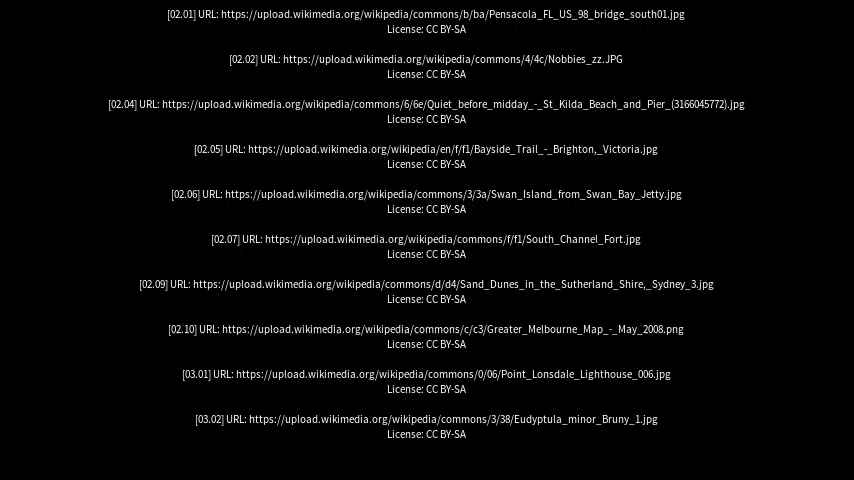 [02.01] URL: https://upload.wikimedia.org/wikipedia/commons/b/ba/Pensacola_FL_US_98_bridge_south01.jpg
License: CC BY-SA
[02.02] URL: https://upload.wikimedia.org/wikipedia/commons/4/4c/Nobbies_zz.JPG
License: CC BY-SA
[02.04] URL: https://upload.wikimedia.org/wikipedia/commons/6/6e/Quiet_before_midday_-_St_Kilda_Beach_and_Pier_(3166045772).jpg
License: CC BY-SA
[02.05] URL: https://upload.wikimedia.org/wikipedia/en/f/f1/Bayside_Trail_-_Brighton,_Victoria.jpg
License: CC BY-SA
[02.06] URL: https://upload.wikimedia.org/wikipedia/commons/3/3a/Swan_Island_from_Swan_Bay_Jetty.jpg
License: CC BY-SA
[02.07] URL: https://upload.wikimedia.org/wikipedia/commons/f/f1/South_Channel_Fort.jpg
License: CC BY-SA
[02.09] URL: https://upload.wikimedia.org/wikipedia/commons/d/d4/Sand_Dunes_in_the_Sutherland_Shire,_Sydney_3.jpg
License: CC BY-SA
[02.10] URL: https://upload.wikimedia.org/wikipedia/commons/c/c3/Greater_Melbourne_Map_-_May_2008.png
License: CC BY-SA
[03.01] URL: https://upload.wikimedia.org/wikipedia/commons/0/06/Point_Lonsdale_Lighthouse_006.jpg
License: CC BY-SA
[03.02] URL: https://upload.wikimedia.org/wikipedia/commons/3/38/Eudyptula_minor_Bruny_1.jpg
License: CC BY-SA